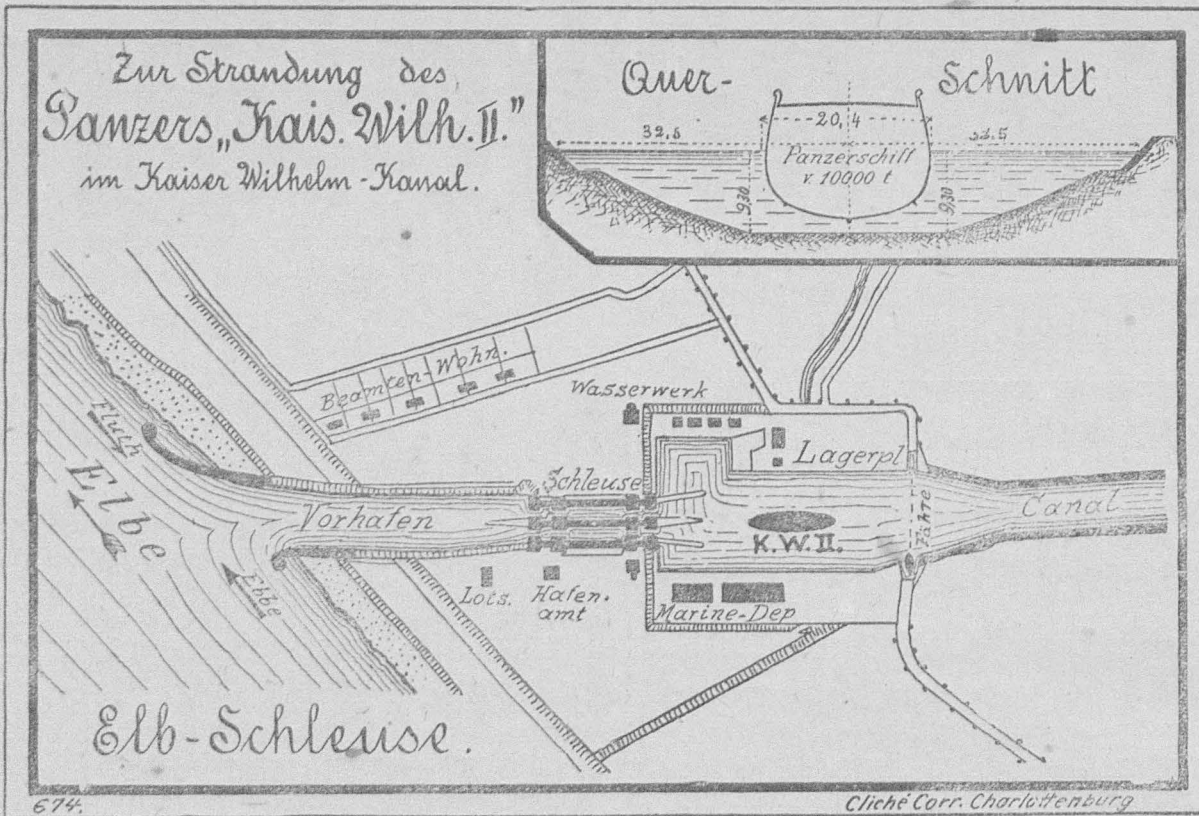 Zur Strandung des
Panzers „Kais. Wilh. II."
im Kaiser Wilhelm-Kanal.
Quer-Schnitt
32,5 20,4 32.5
Panzerschiff
v. 10000 t
9,30 9,30
Beamten-Wohn.
Wasserwerk
Fluth
Elbe
Ebbe
Vorhafen
Schleuse
Lagerpl
K.W.II.
Fähre
Canal
Lots.
Hafen-
amt
Marine-Dep
Elb-Schleuse.
674.
Cliché Corr. Charlottenburg